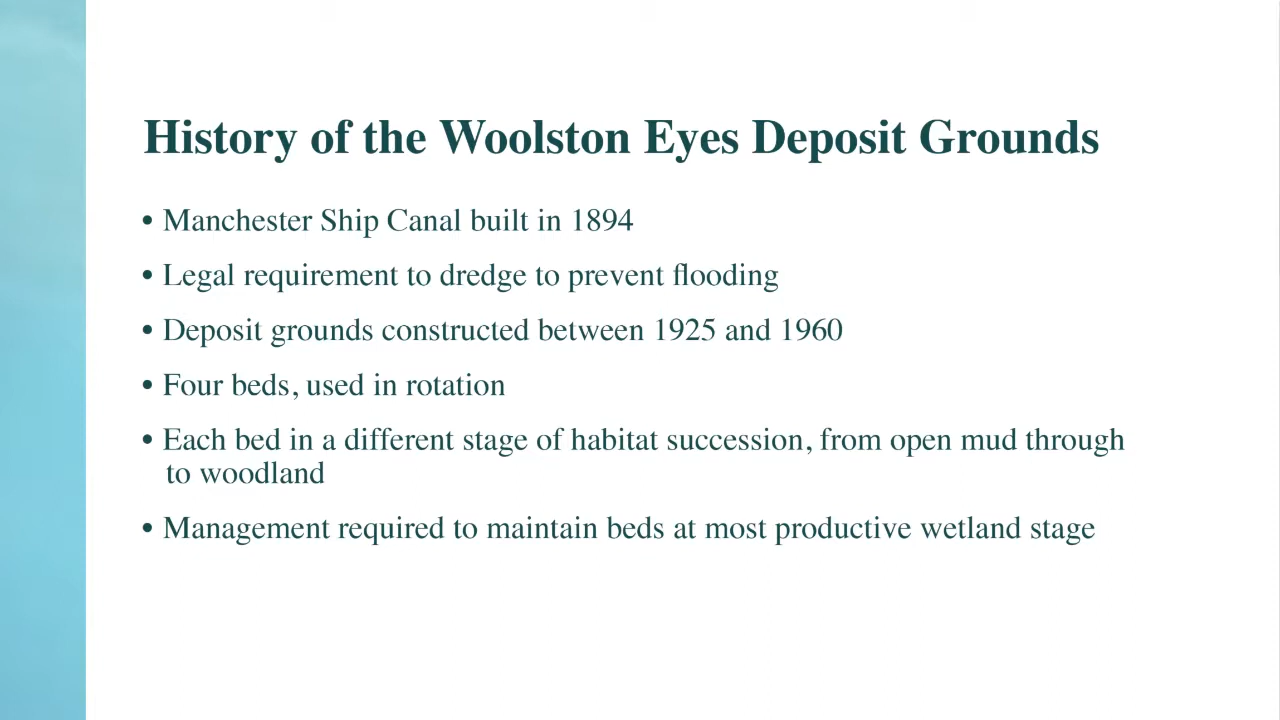 History of the Woolston Eyes Deposit Grounds
• Manchester Ship Canal built in 1894
• Legal requirement to dredge to prevent flooding
• Deposit grounds constructed between 1925 and 1960
• Four beds, used in rotation
• Each bed in a different stage of habitat succession, from open mud through
to woodland
• Management required to maintain beds at most productive wetland stage